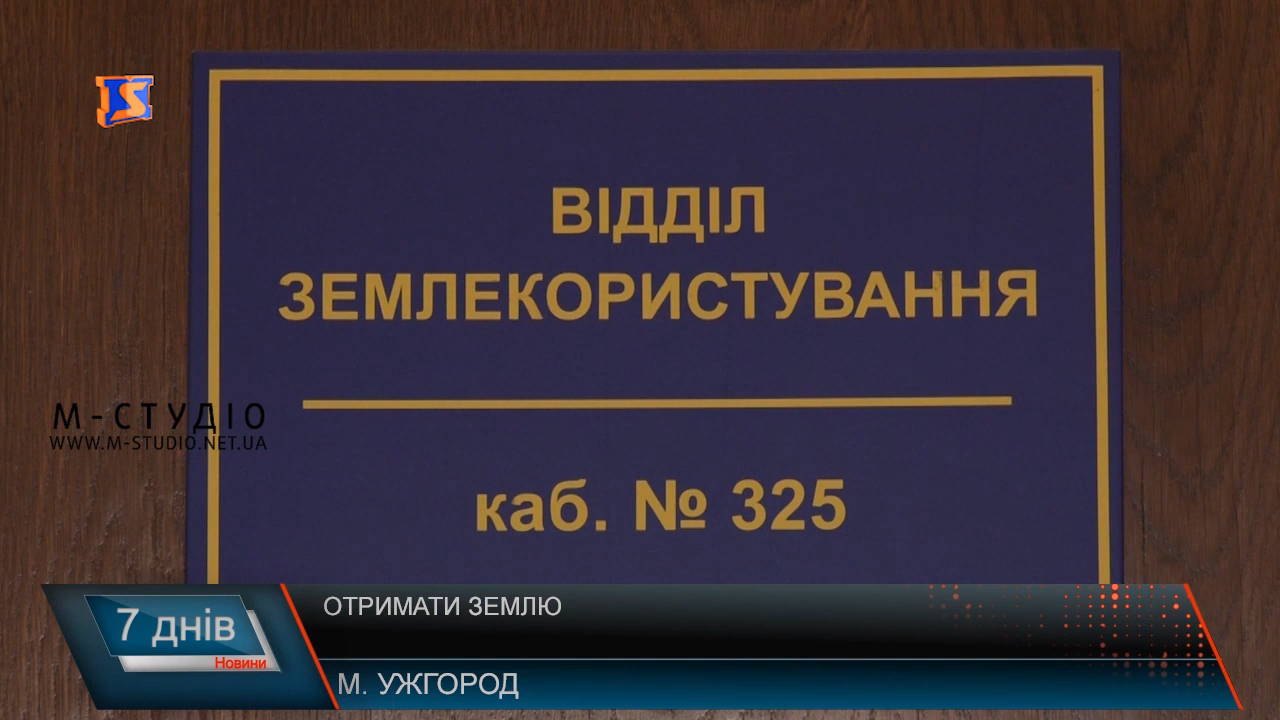 ВІДДІЛ
ЗЕМЛЕКОРИСТУВАННЯ
М-СТУДІО
WWW.M-STUDIO.NET.UA
каб. № 325
7 днів
Новини
ОТРИМАТИ ЗЕМЛЮ
М. УЖГОРОД